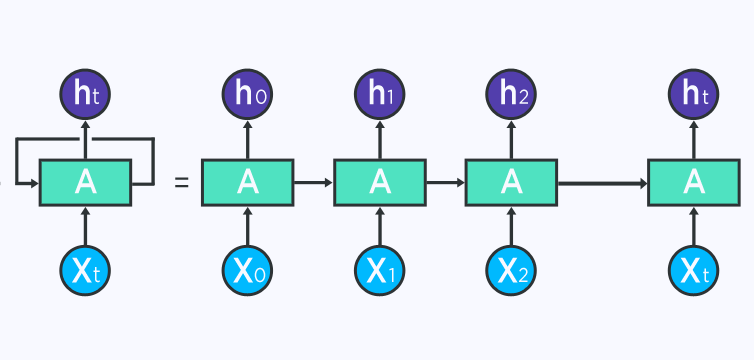 ht h0 h1 h2 ht
A = A A A A
Xt X0 X1 X2 Xt